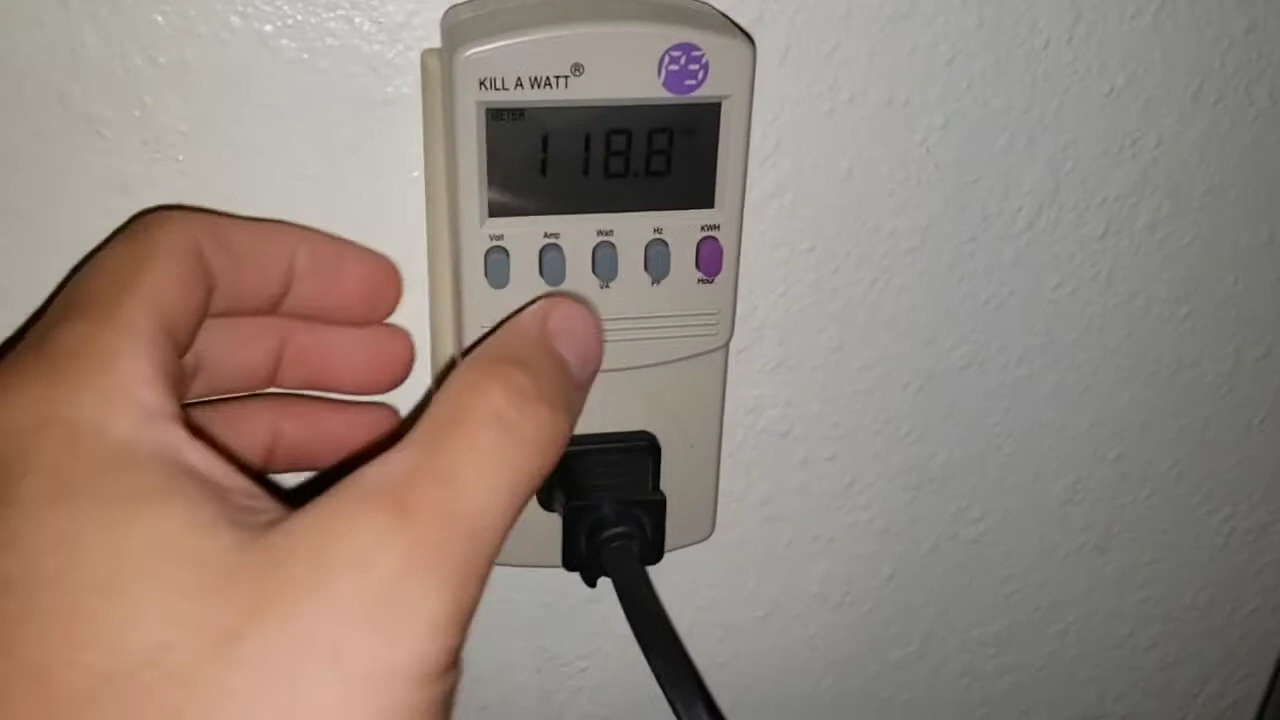 KILL A WATT®
P3
METER
118.8
Volt Amp Watt Hz KWH
VA PF Hour